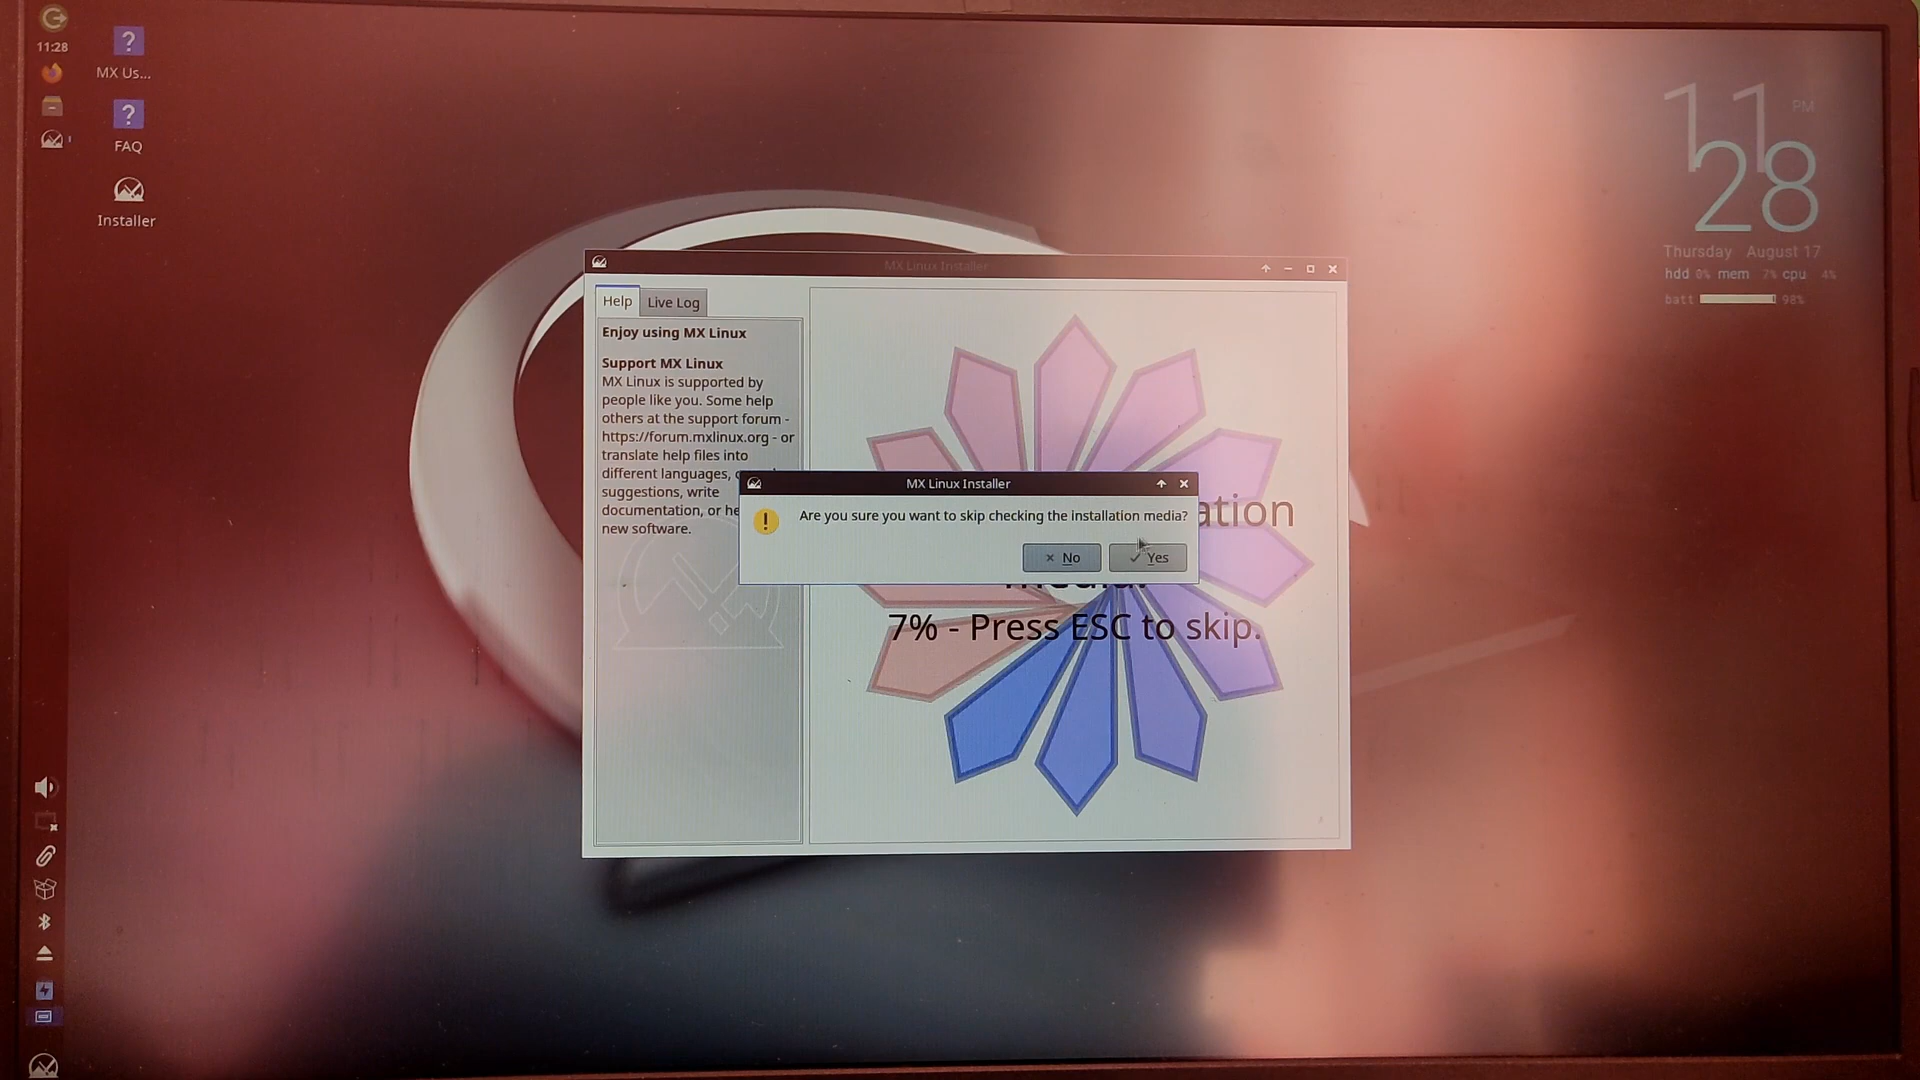 11:28
MX Us...
FAQ
Installer
11 PM
28
Thursday August 17
hdd 0% mem 7% cpu 4%
batt 98%
MX Linux Installer
Help Live Log
Enjoy using MX Linux
Support MX Linux
MX Linux is supported by
people like you. Some help
others at the support forum -
https://forum.mxlinux.org - or
translate help files into
different languages,
suggestions, write
documentation, or he
new software.
MX Linux Installer
Are you sure you want to skip checking the installation media?
No Yes
ation
media.
7% - Press ESC to skip.